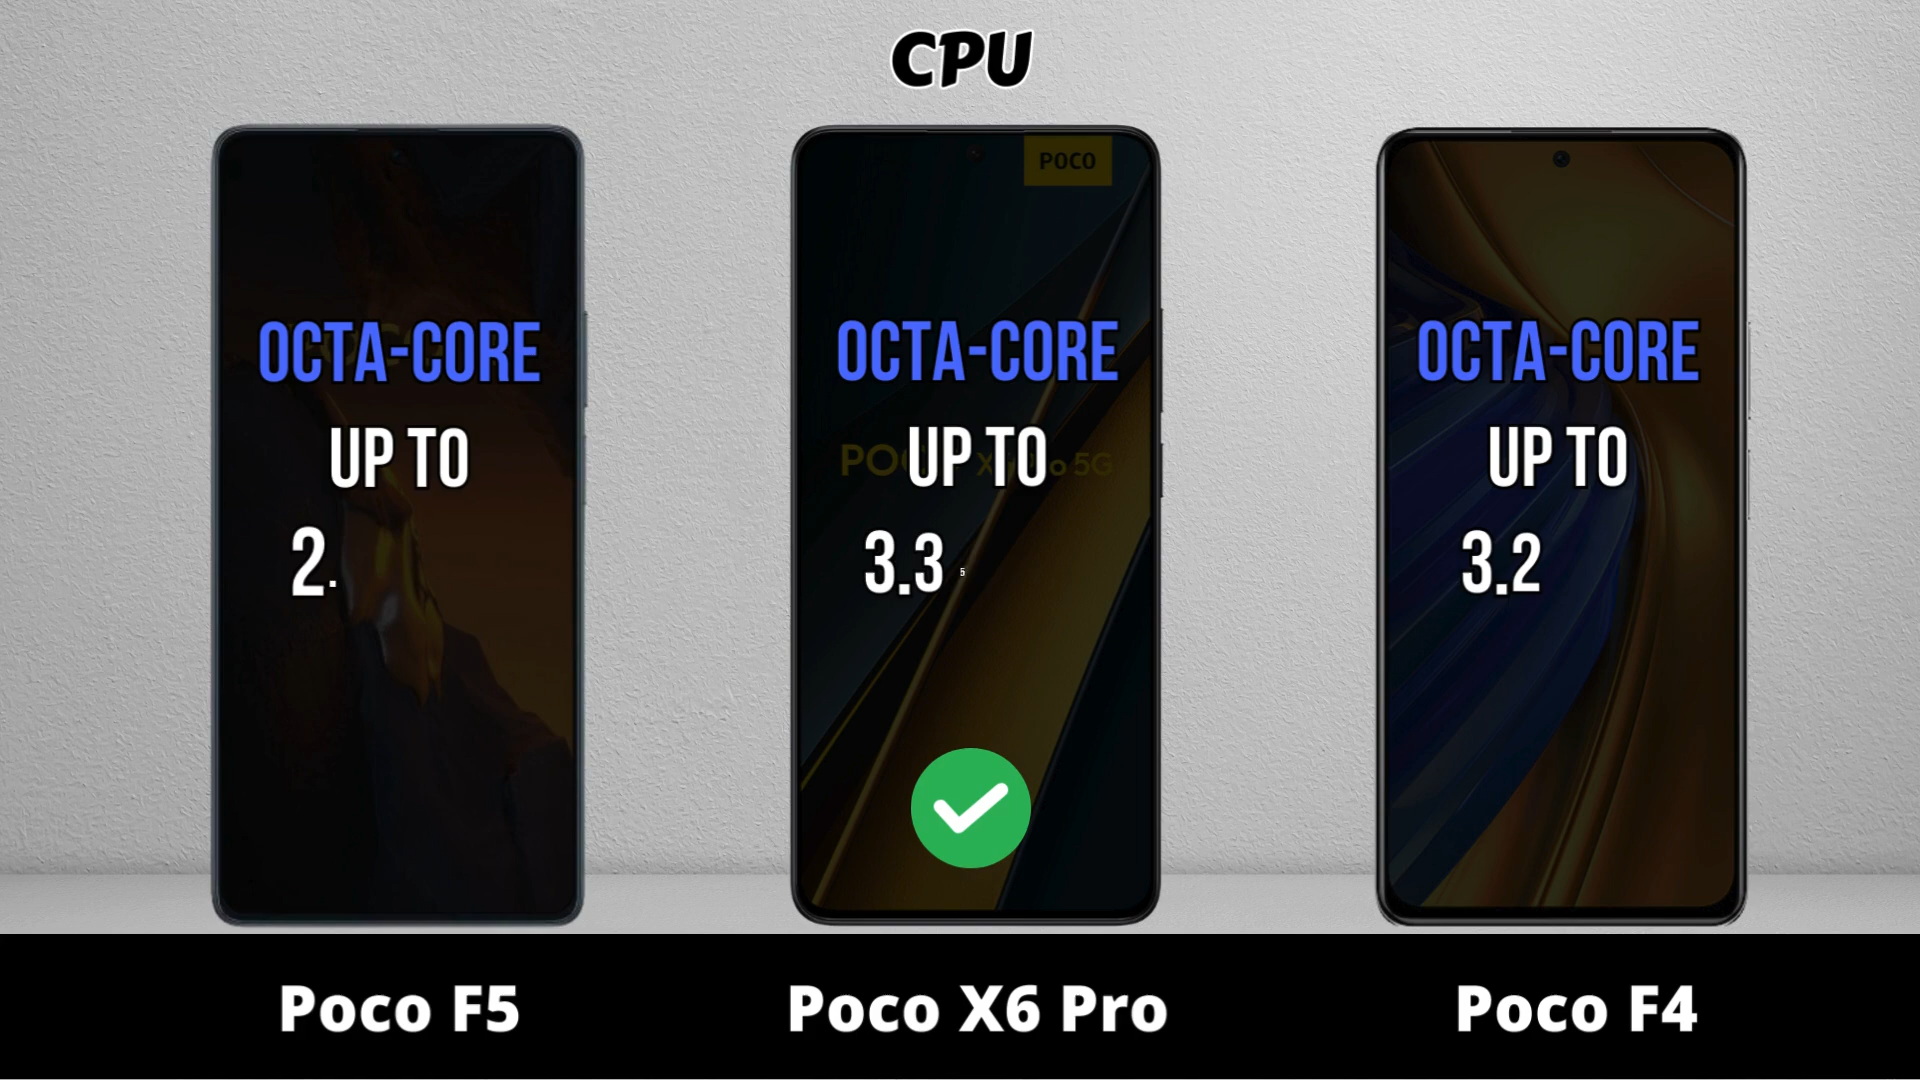 CPU
POCO
OCTA-CORE
UP TO
2.
OCTA-CORE
UP TO
3.3 5
OCTA-CORE
UP TO
3.2
Poco F5
Poco X6 Pro
Poco F4